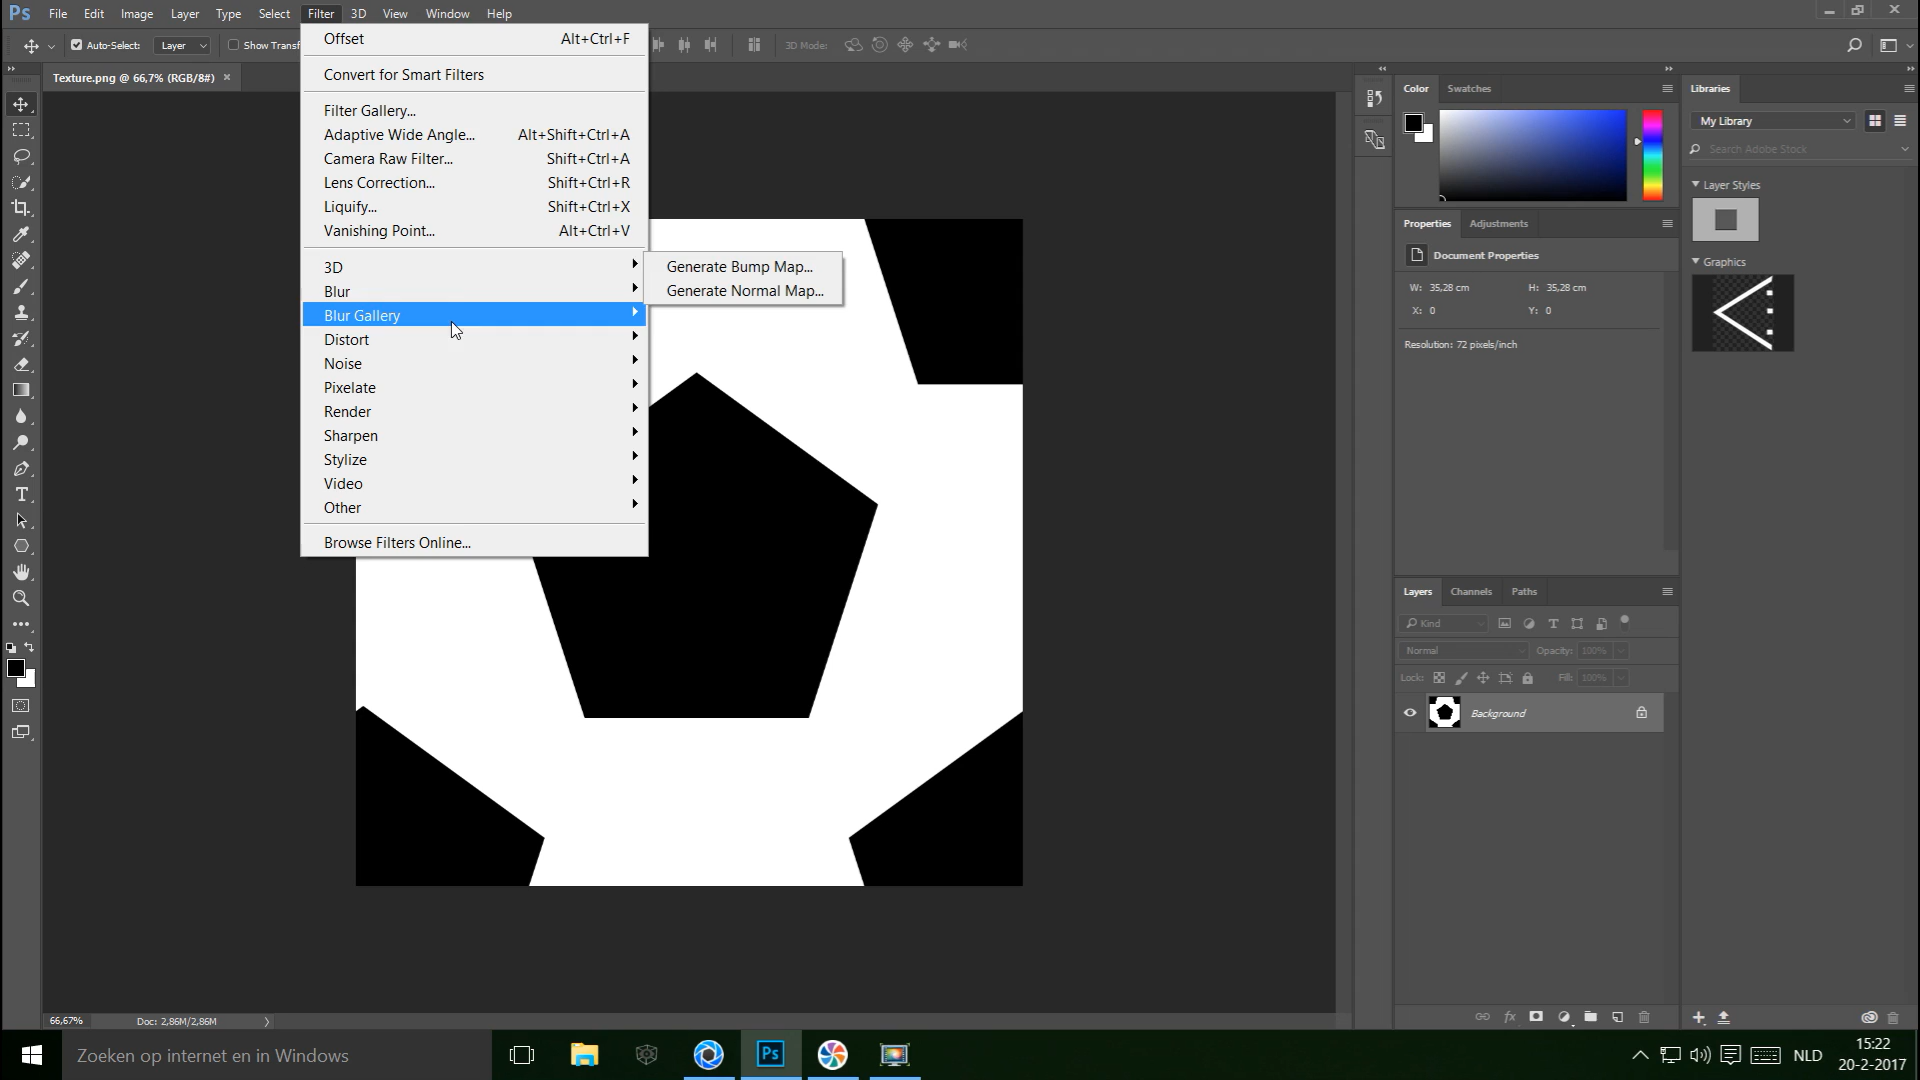 Ps File Edit Image Layer Type Select Filter 3D View Window Help
Auto-Select: Layer Show Transf 3D Mode:
Texture.png @ 66,7% (RGB/8#) ×
Offset Alt+Ctrl+F
Convert for Smart Filters
Filter Gallery...
Adaptive Wide Angle... Alt+Shift+Ctrl+A
Camera Raw Filter... Shift+Ctrl+A
Lens Correction... Shift+Ctrl+R
Liquify... Shift+Ctrl+X
Vanishing Point... Alt+Ctrl+V
3D
Blur
Blur Gallery
Distort
Noise
Pixelate
Render
Sharpen
Stylize
Video
Other
Browse Filters Online...
Generate Bump Map...
Generate Normal Map...
Color Swatches
Properties Adjustments
Document Properties
W: 35,28 cm H: 35,28 cm
X: 0 Y: 0
Resolution: 72 pixels/inch
Layers Channels Paths
Kind
Normal Opacity: 100%
Lock: Fill: 100%
Background
fx
Libraries
My Library
Search Adobe Stock
Layer Styles
Graphics
66,67% Doc: 2,86M/2,86M
Zoeken op internet en in Windows
Ps
NLD
15:22
20-2-2017